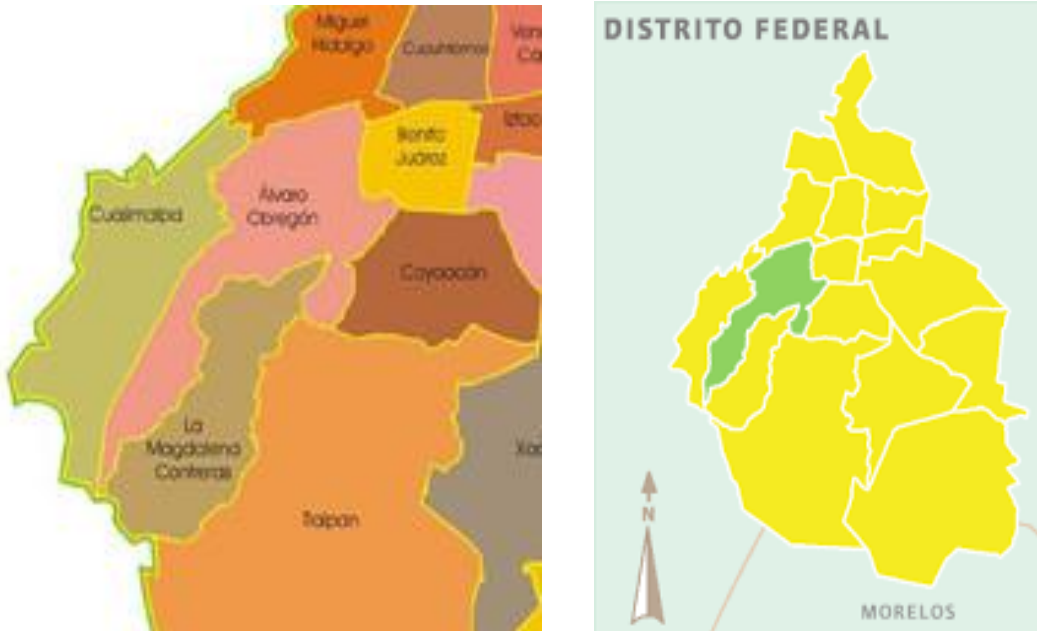 Miguel
Hidalgo
Cuauhtémoc
Benito
Juárez
Cuajimalpa
Álvaro
Obregón
Coyoacán
La
Magdalena
Contreras
Tlalpan
DISTRITO FEDERAL
N
MORELOS